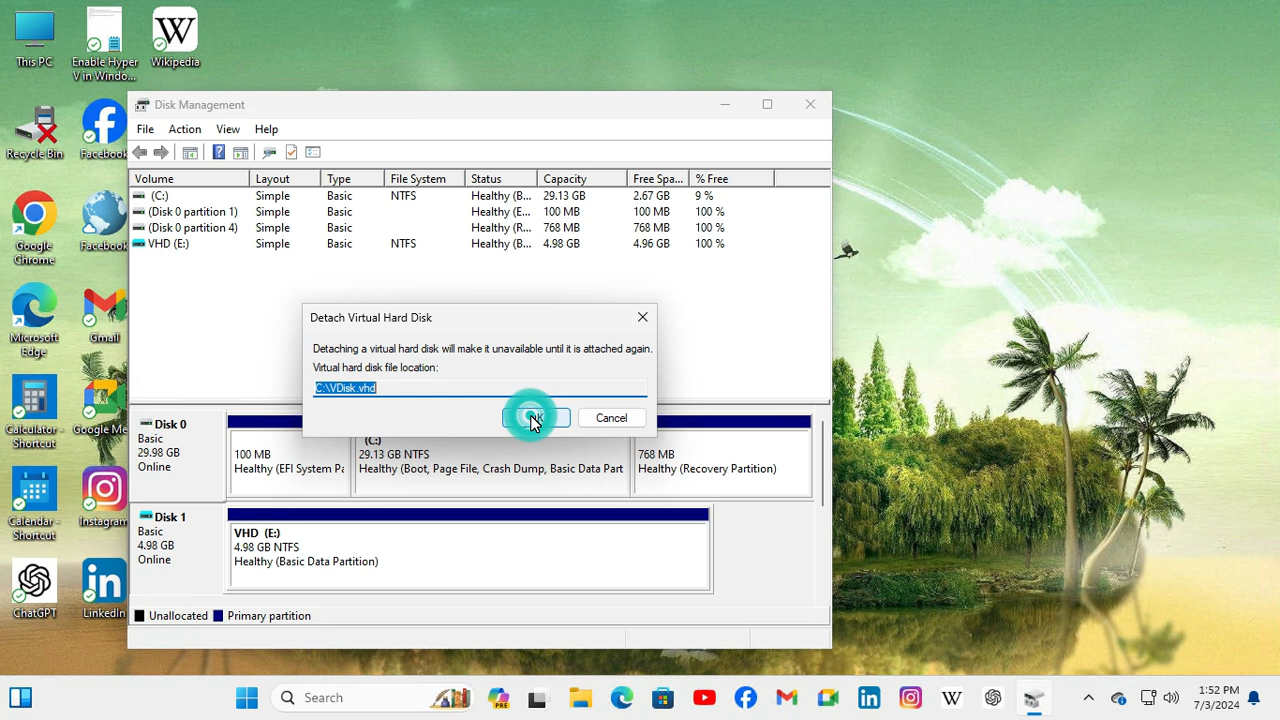 This PC
Enable Hyper
V in Windo...
Wikipedia
W
Recycle Bin
Facebook
Google
Chrome
Facebook
Microsoft
Edge
Gmail
Calculator -
Shortcut
Google Me
Calendar -
Shortcut
Instagram
ChatGPT
LinkedIn
Disk Management
File Action View Help
Volume Layout Type File System Status Capacity Free Spa... % Free
(C:) Simple Basic NTFS Healthy (B... 29.13 GB 2.67 GB 9 %
(Disk 0 partition 1) Simple Basic Healthy (E... 100 MB 100 MB 100 %
(Disk 0 partition 4) Simple Basic Healthy (R... 768 MB 768 MB 100 %
VHD (E:) Simple Basic NTFS Healthy (B... 4.98 GB 4.96 GB 100 %
Detach Virtual Hard Disk
Detaching a virtual hard disk will make it unavailable until it is attached again.
Virtual hard disk file location:
C:\VDisk.vhd
OK Cancel
Disk 0
Basic
29.98 GB
Online
100 MB
Healthy (EFI System Pa
(C:)
29.13 GB NTFS
Healthy (Boot, Page File, Crash Dump, Basic Data Part
768 MB
Healthy (Recovery Partition)
Disk 1
Basic
4.98 GB
Online
VHD (E:)
4.98 GB NTFS
Healthy (Basic Data Partition)
Unallocated Primary partition
Search
PRE
W
1:52 PM
7/3/2024